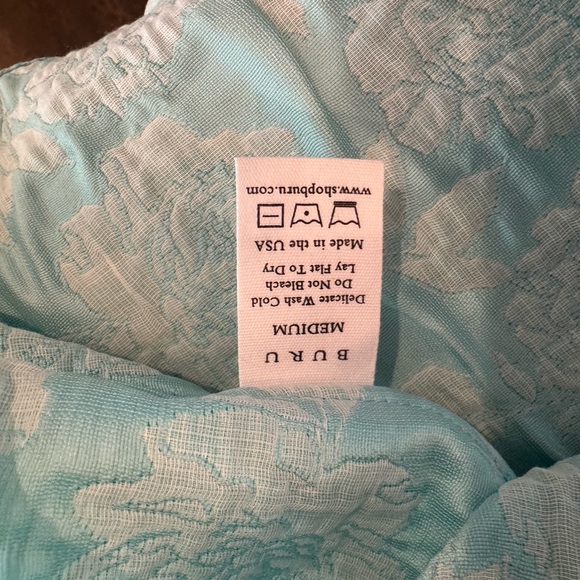 BURU
MEDIUM
Delicate Wash Cold
Do Not Bleach
Lay Flat To Dry
Made in the USA
www.shopburu.com